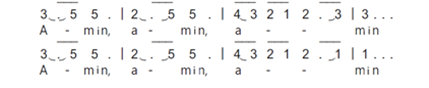 3 . 5 5 . | 2 . 5 5 . | 4 3 2 1 2 . 3 | 3 . . .
A - min, a - min, a - - min
3 . 5 5 . | 2 . 5 5 . | 4 3 2 1 2 . 1 | 1 . . .
A - min, a - min, a - - min